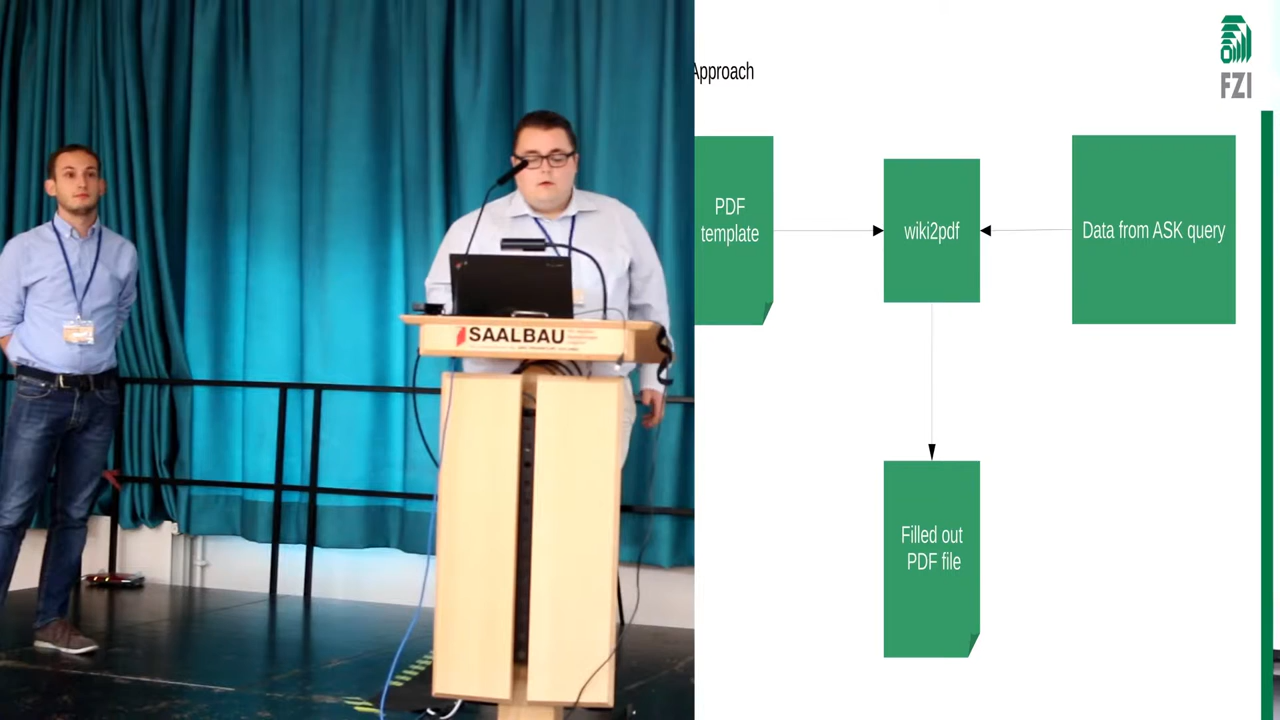 Approach
FZI
PDF
template
wiki2pdf
Data from ASK query
Filled out
PDF file
SAALBAU